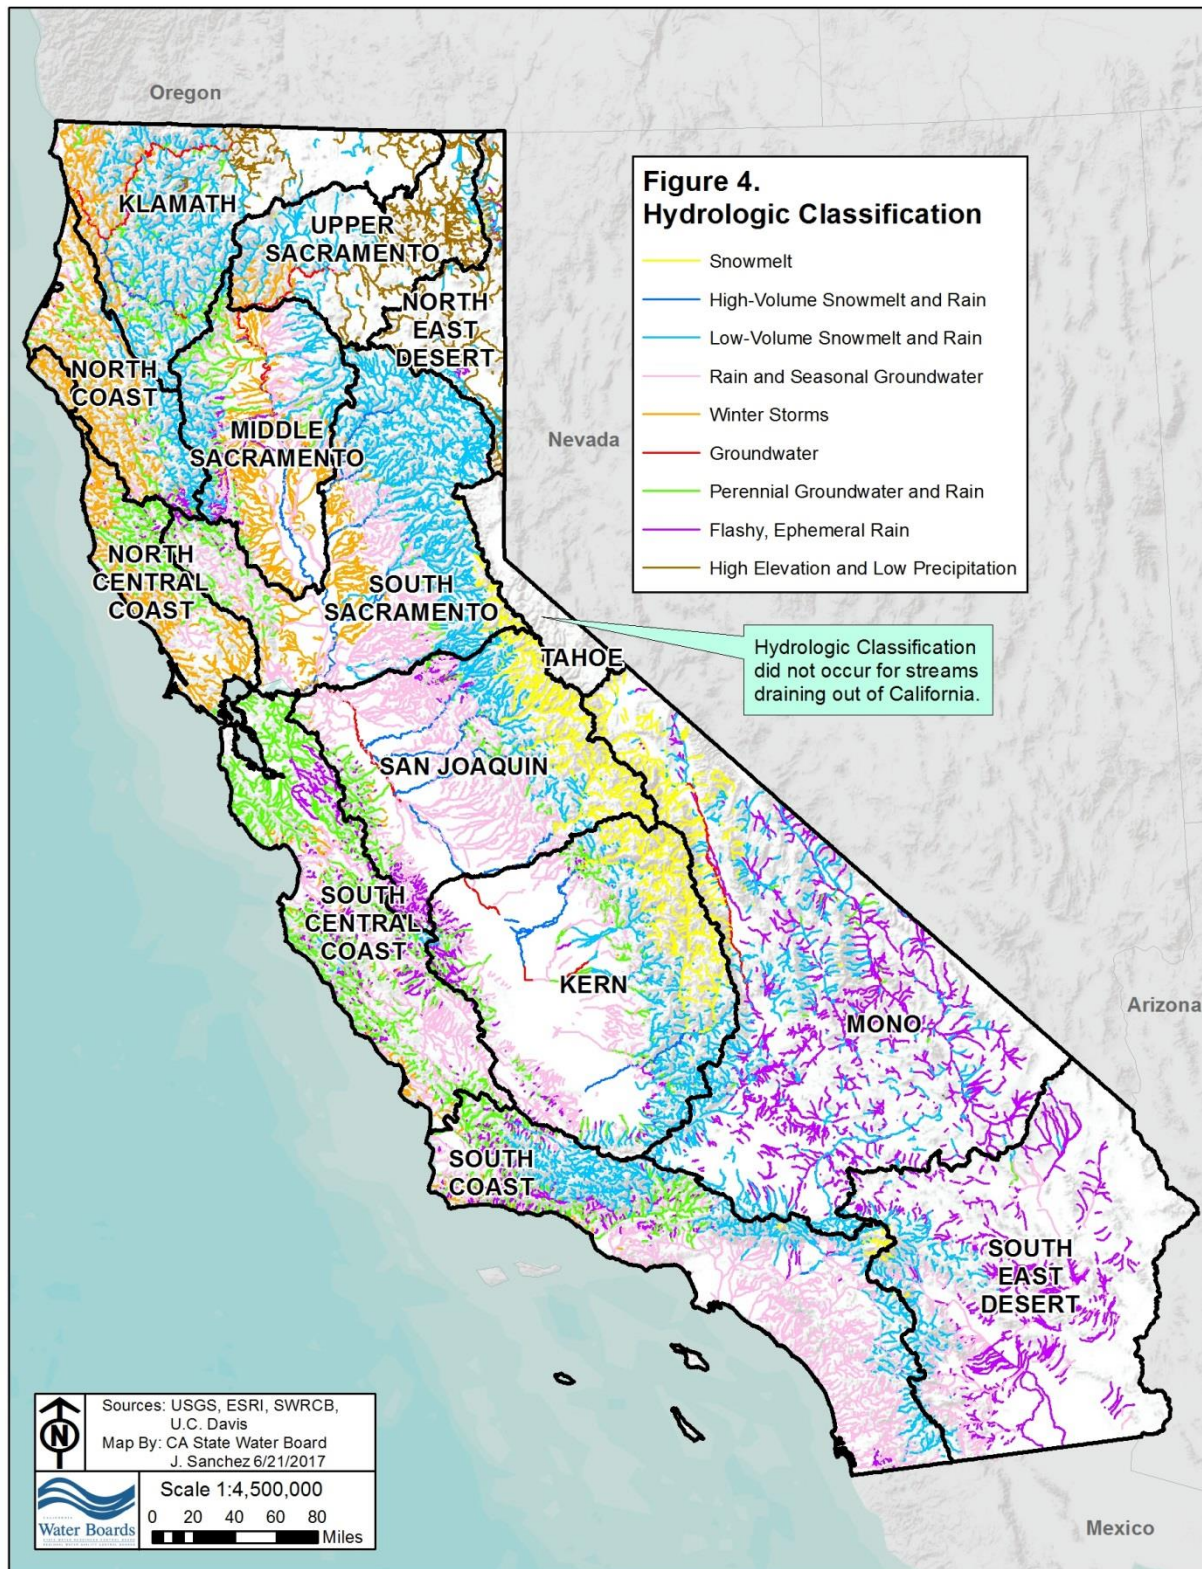 Oregon
Figure 4.
Hydrologic Classification
Snowmelt
High-Volume Snowmelt and Rain
Low-Volume Snowmelt and Rain
Rain and Seasonal Groundwater
Winter Storms
Groundwater
Perennial Groundwater and Rain
Flashy, Ephemeral Rain
High Elevation and Low Precipitation
KLAMATH
UPPER
SACRAMENTO
NORTH
EAST
DESERT
NORTH
COAST
MIDDLE
SACRAMENTO
Nevada
NORTH
CENTRAL
COAST
SOUTH
SACRAMENTO
TAHOE
Hydrologic Classification
did not occur for streams
draining out of California.
SAN JOAQUIN
SOUTH
CENTRAL
COAST
KERN
MONO
Arizona
SOUTH
COAST
SOUTH
EAST
DESERT
N
Sources: USGS, ESRI, SWRCB,
U.C. Davis
Map By: CA State Water Board
J. Sanchez 6/21/2017
Water Boards
Scale 1:4,500,000
0 20 40 60 80
Miles
Mexico